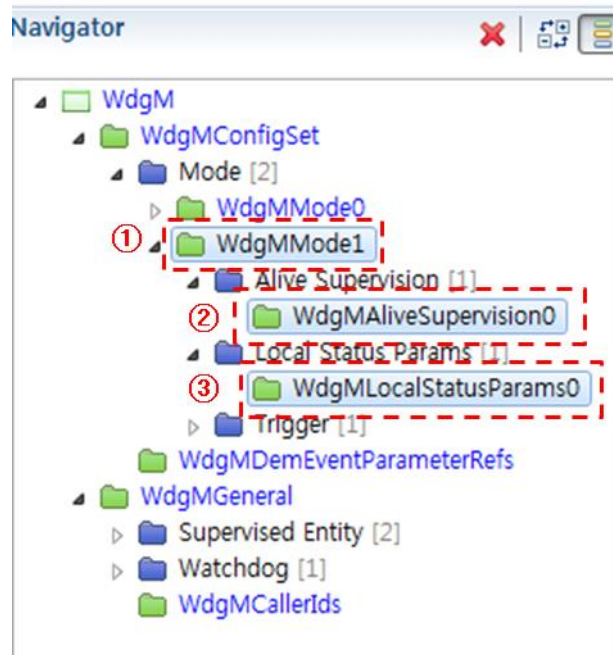 Navigator
WdgM
WdgMConfigSet
Mode [2]
WdgMMode0
① WdgMMode1
Alive Supervision [1]
② WdgMAliveSupervision0
Local Status Params [1]
③ WdgMLocalStatusParams0
Trigger [1]
WdgMDemEventParameterRefs
WdgMGeneral
Supervised Entity [2]
Watchdog [1]
WdgMCallerIds